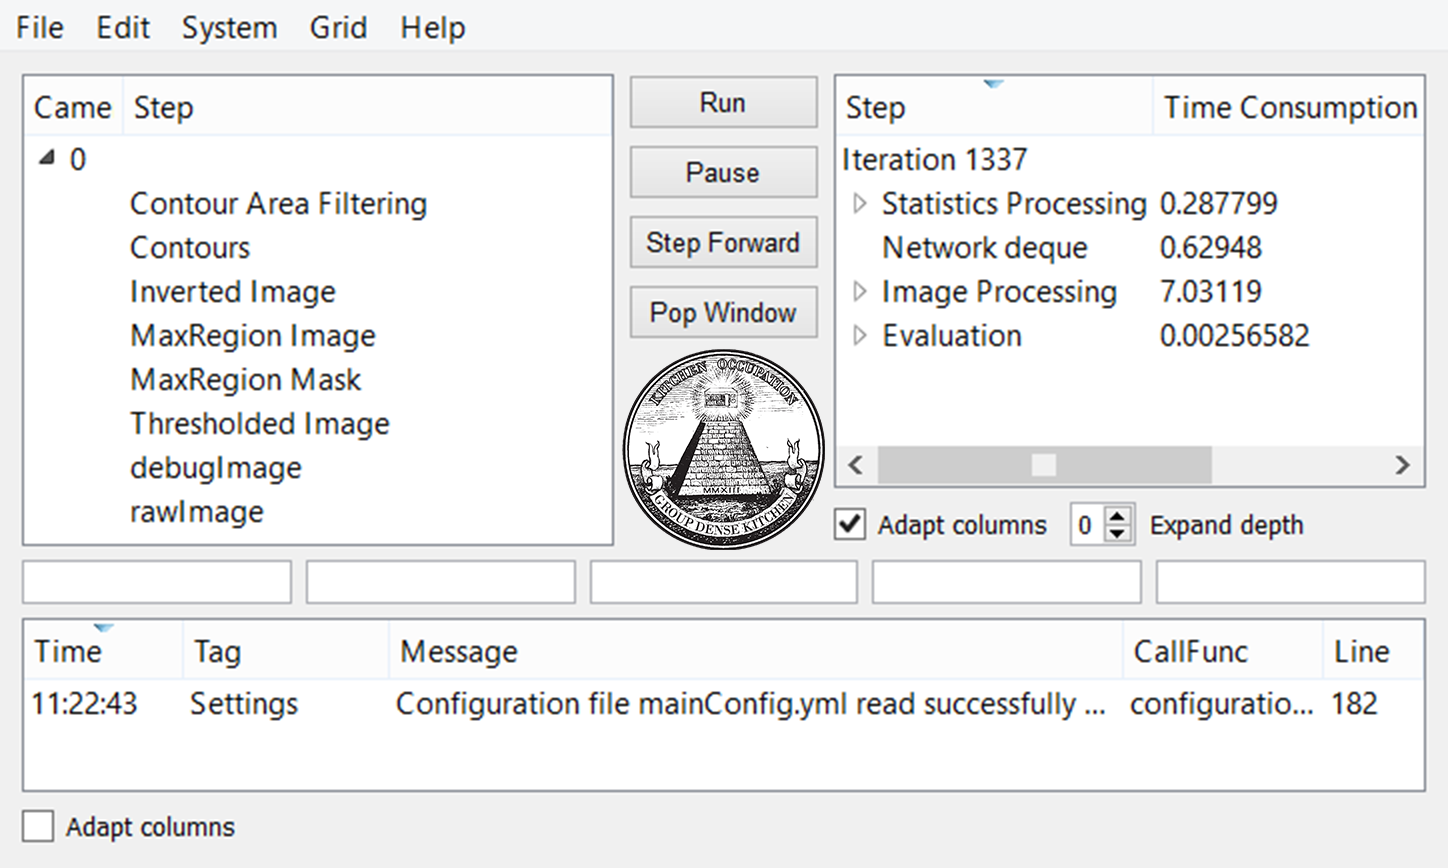 File Edit System Grid Help
Came Step
0
Contour Area Filtering
Contours
Inverted Image
MaxRegion Image
MaxRegion Mask
Thresholded Image
debugImage
rawImage
Run
Pause
Step Forward
Pop Window
KITCHEN OCCUPATION
MMXIII
GROUP DENSE KITCHEN
Step Time Consumption
Iteration 1337
Statistics Processing 0.287799
Network deque 0.62948
Image Processing 7.03119
Evaluation 0.00256582
Adapt columns 0 Expand depth
Time Tag Message CallFunc Line
11:22:43 Settings Configuration file mainConfig.yml read successfully ... configuratio... 182
Adapt columns